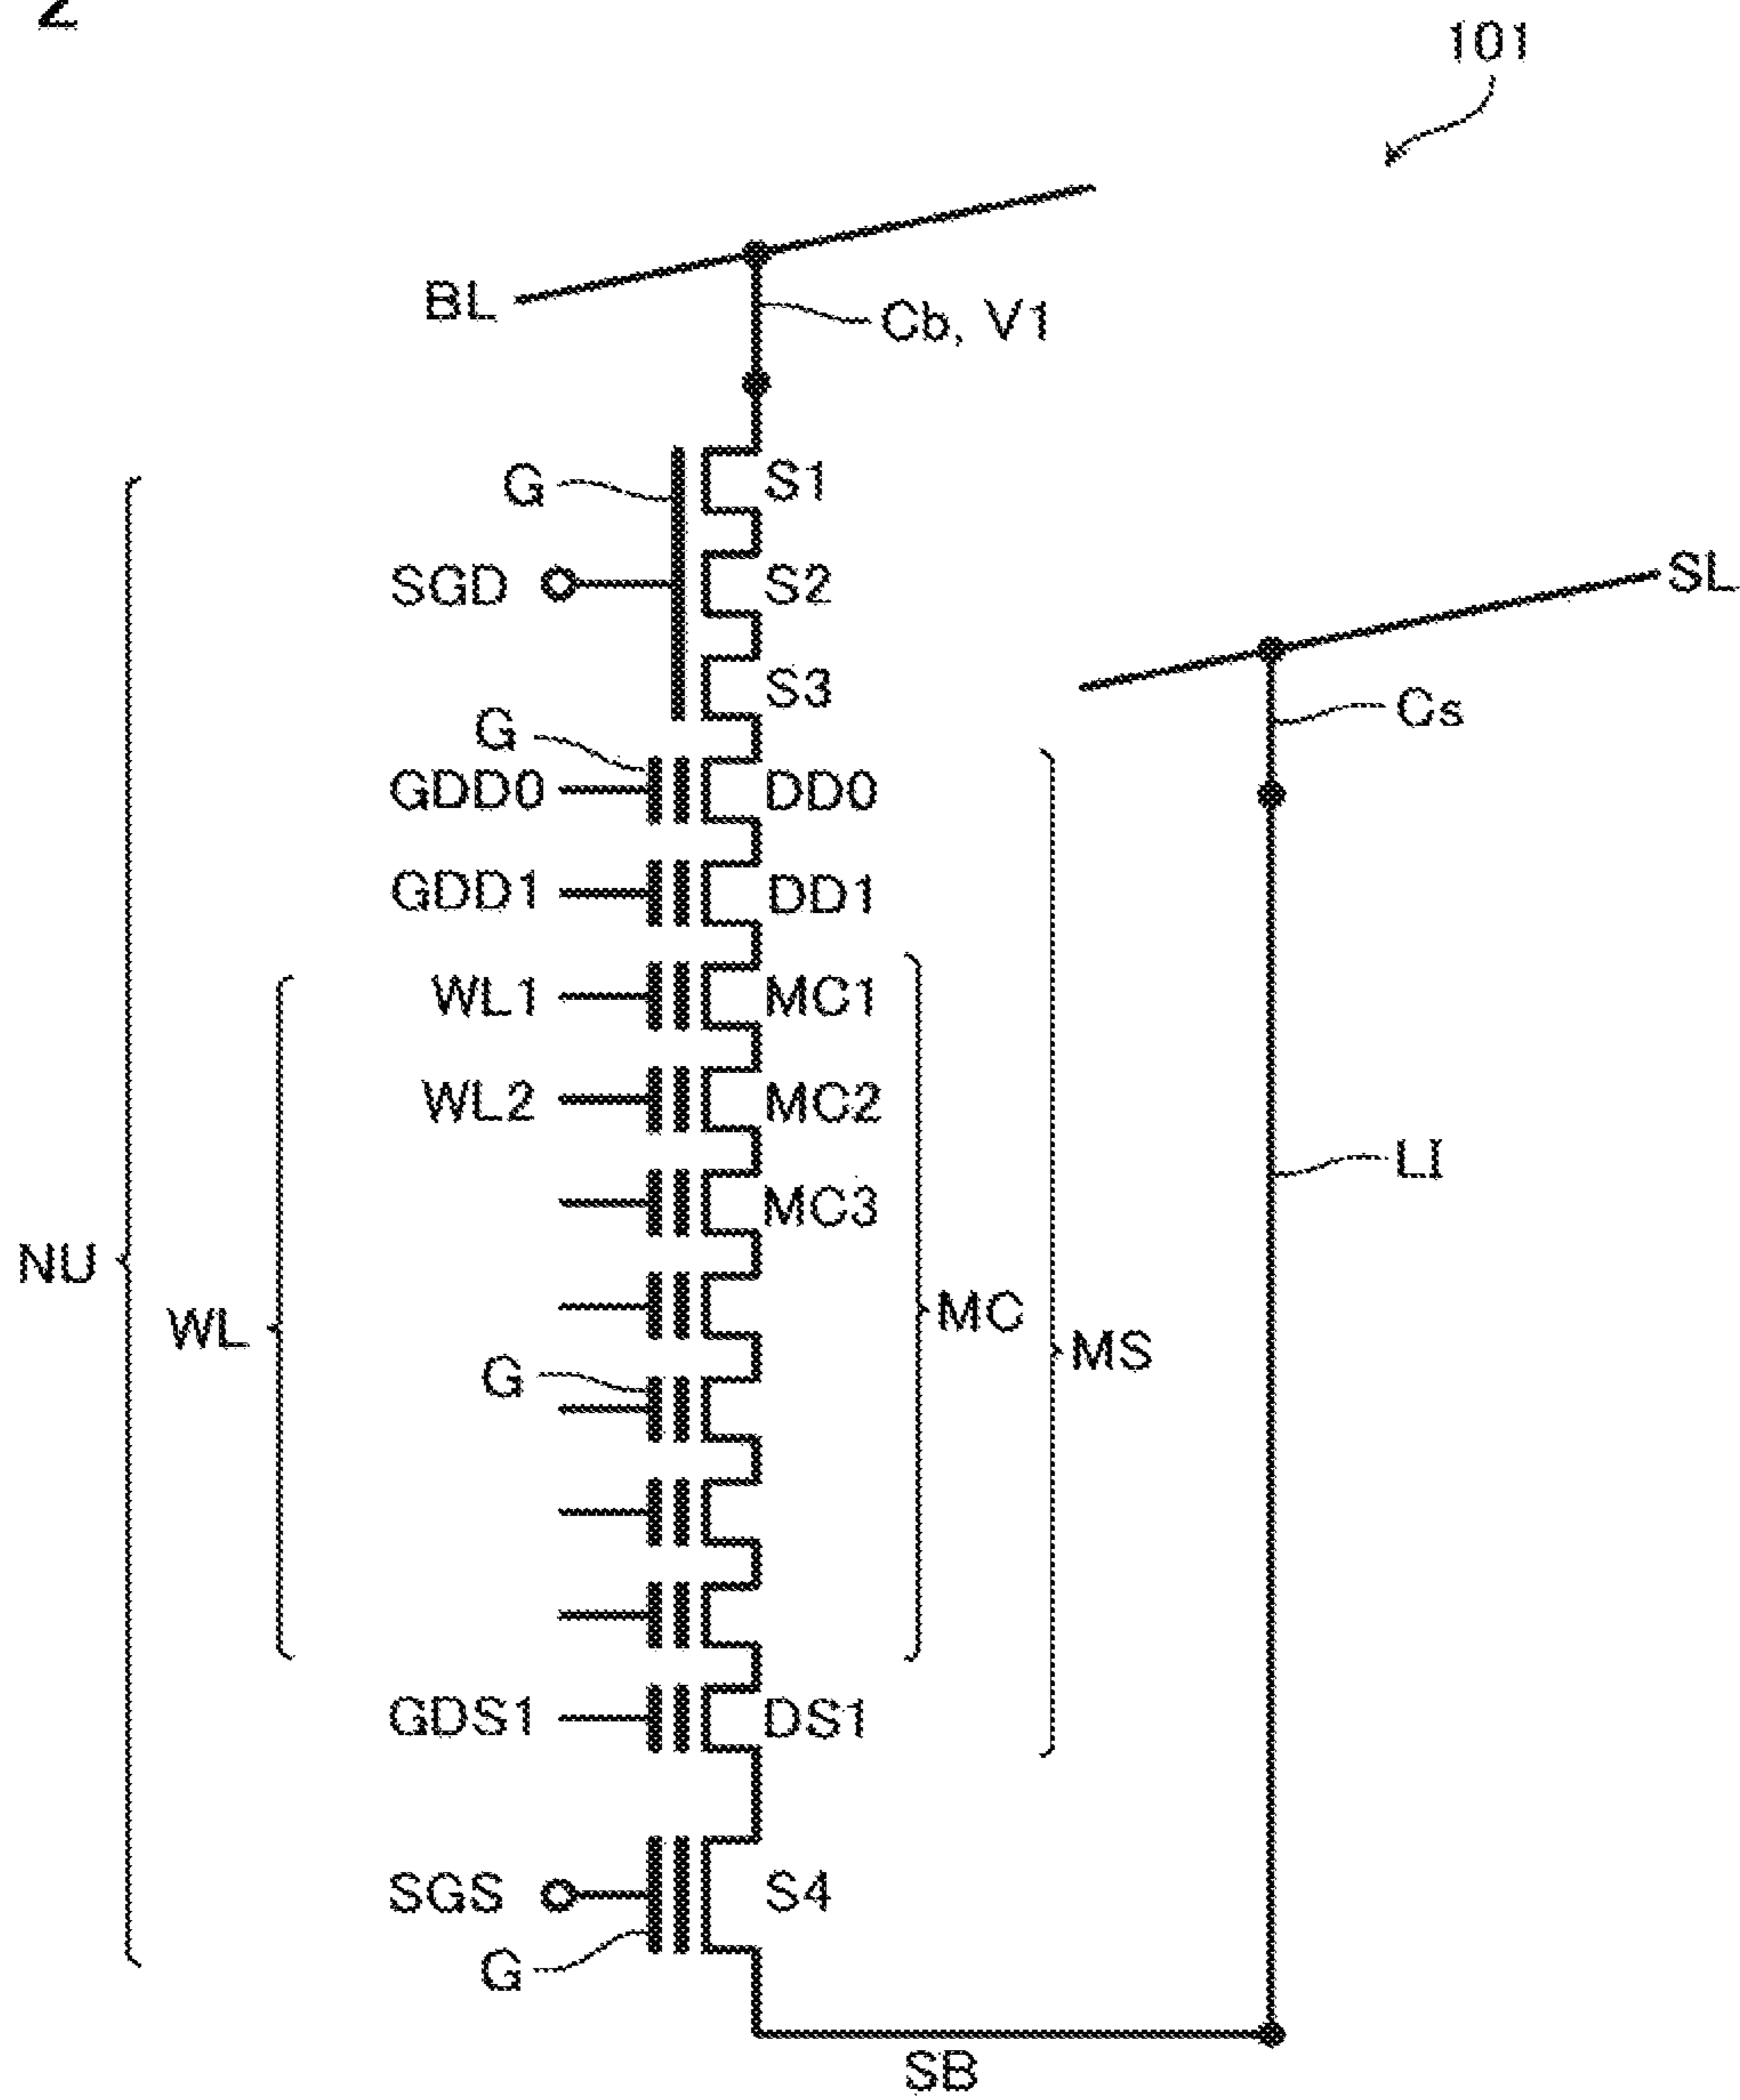 2
101
BL
Cb, V1
G
S1
SGD
S2
SL
S3
Cs
G
GDD0
DD0
GDD1
DD1
WL1
MC1
WL2
MC2
MC3
LI
NU
WL
MC
MS
G
GDS1
DS1
SGS
S4
G
SB